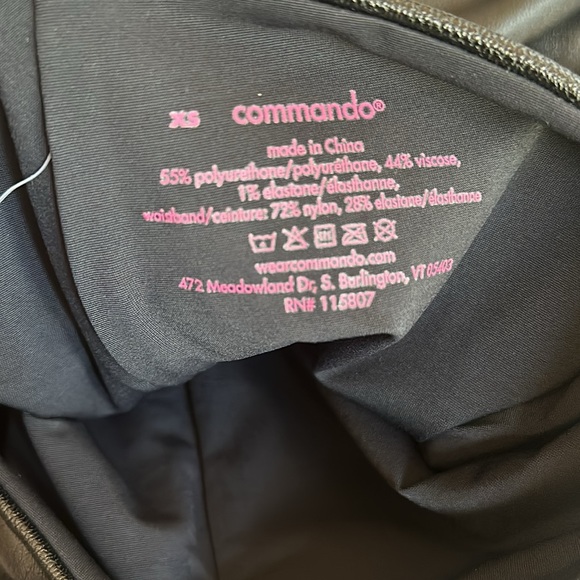 xs commando®
made in China
55% polyurethane/polyuréthane, 44% viscose,
1% elastane/élasthanne,
waistband/ceinture: 72% nylon, 28% elastane/élasthanne
wearcommando.com
472 Meadowland Dr, S. Burlington, VT 05403
RN# 115807